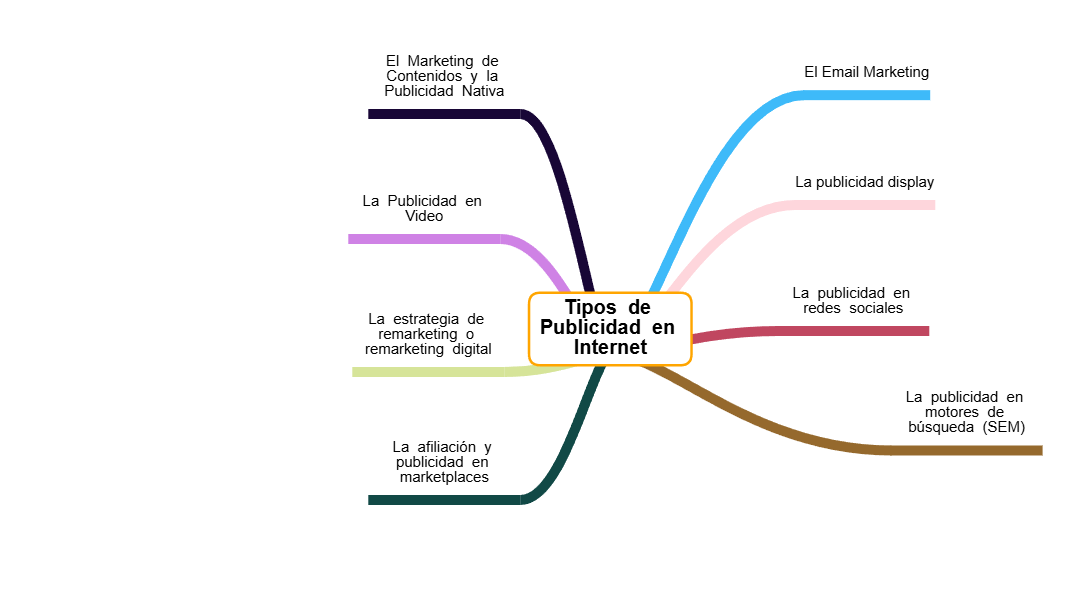 El Marketing de
Contenidos y la
Publicidad Nativa
El Email Marketing
La publicidad display
La Publicidad en
Video
La publicidad en
redes sociales
Tipos de
Publicidad en
Internet
La estrategia de
remarketing o
remarketing digital
La publicidad en
motores de
búsqueda (SEM)
La afiliación y
publicidad en
marketplaces